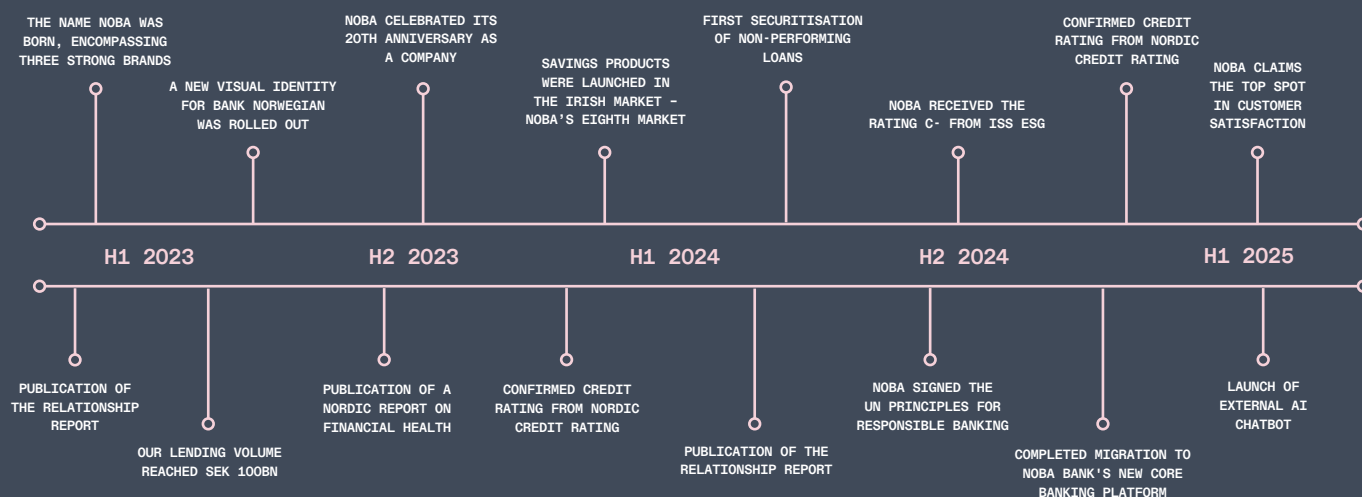 THE NAME NOBA WAS
BORN, ENCOMPASSING
THREE STRONG BRANDS
A NEW VISUAL IDENTITY
FOR BANK NORWEGIAN
WAS ROLLED OUT
NOBA CELEBRATED ITS
20TH ANNIVERSARY AS
A COMPANY
SAVINGS PRODUCTS
WERE LAUNCHED IN
THE IRISH MARKET –
NOBA'S EIGHTH MARKET
FIRST SECURITISATION
OF NON-PERFORMING
LOANS
NOBA RECEIVED THE
RATING C- FROM ISS ESG
CONFIRMED CREDIT
RATING FROM NORDIC
CREDIT RATING
NOBA CLAIMS
THE TOP SPOT
IN CUSTOMER
SATISFACTION
H1 2023
H2 2023
H1 2024
H2 2024
H1 2025
PUBLICATION OF
THE RELATIONSHIP
REPORT
OUR LENDING VOLUME
REACHED SEK 100BN
PUBLICATION OF A
NORDIC REPORT ON
FINANCIAL HEALTH
CONFIRMED CREDIT
RATING FROM NORDIC
CREDIT RATING
PUBLICATION OF THE
RELATIONSHIP REPORT
NOBA SIGNED THE
UN PRINCIPLES FOR
RESPONSIBLE BANKING
COMPLETED MIGRATION TO
NOBA BANK'S NEW CORE
BANKING PLATFORM
LAUNCH OF
EXTERNAL AI
CHATBOT